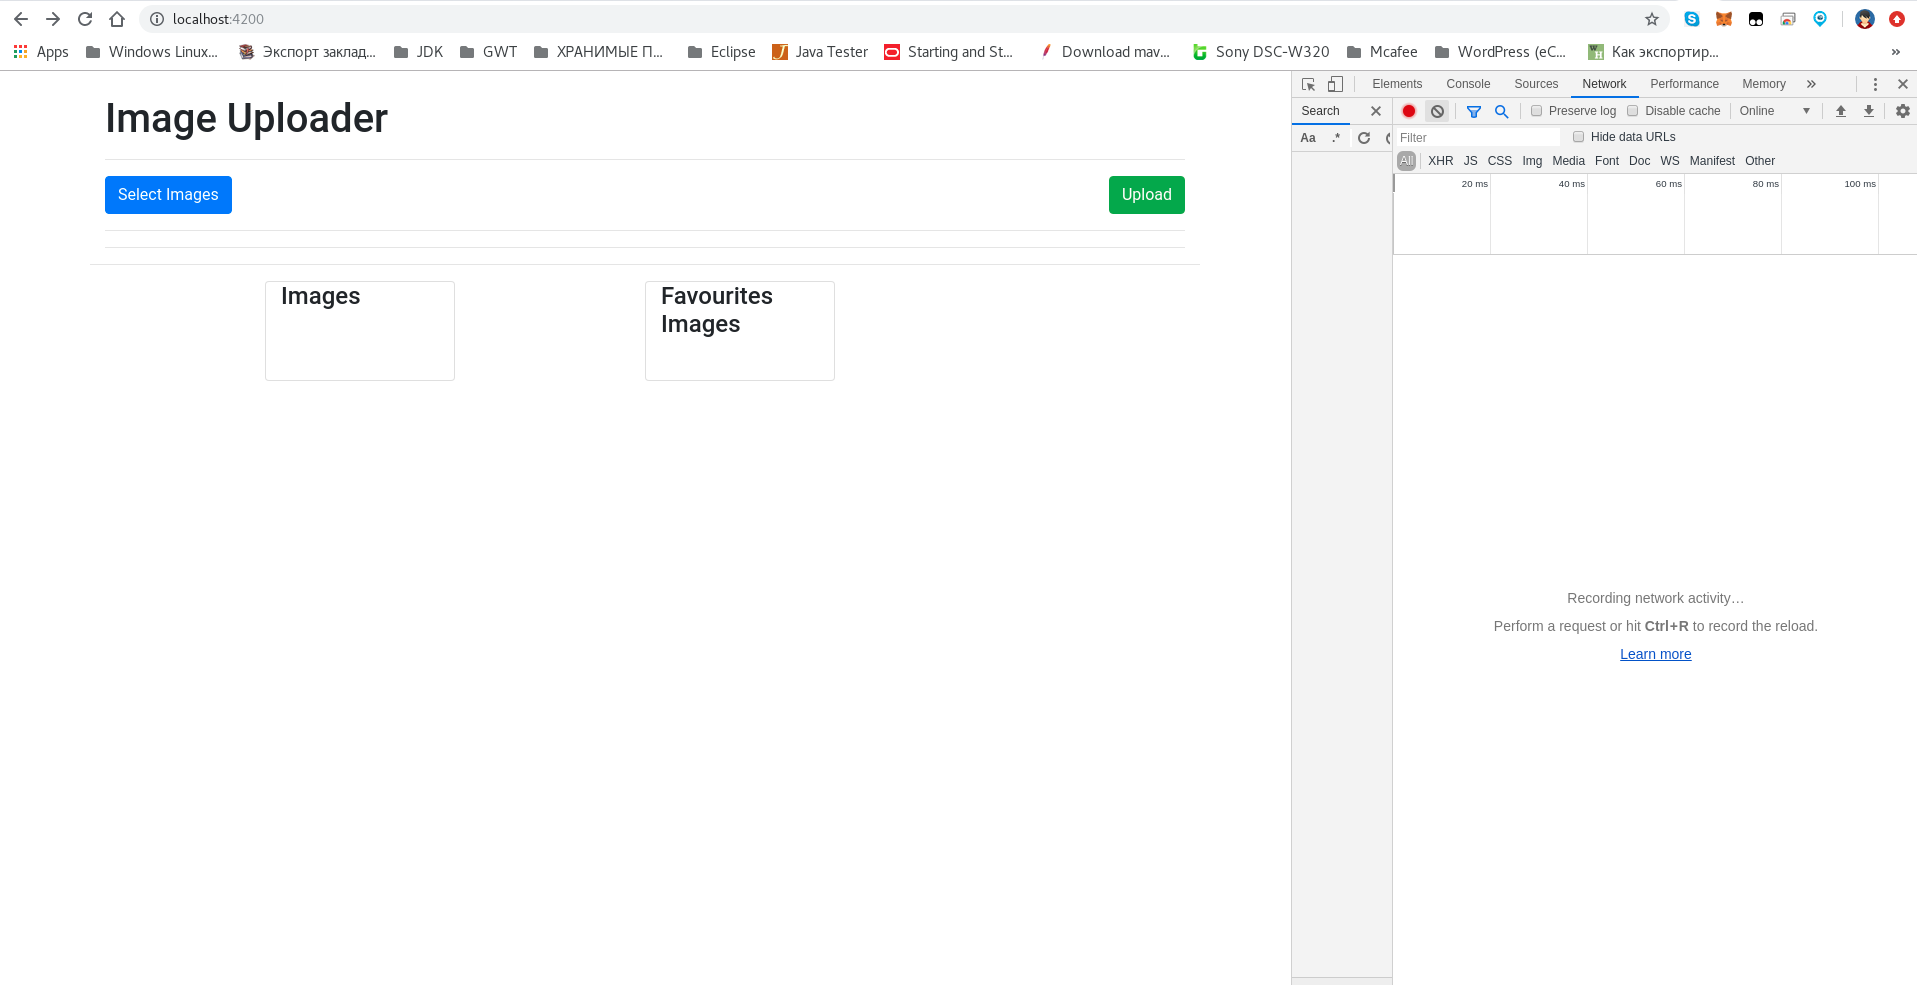 localhost:4200
Apps Windows Linux... Экспорт заклад... JDK GWT ХРАНИМЫЕ П... Eclipse Java Tester Starting and St... Download mav... Sony DSC-W320 Mcafee WordPress (eC... Как экспортир... »
Image Uploader
Select Images
Upload
Images
Favourites
Images
Elements Console Sources Network Performance Memory »
Search
Preserve log Disable cache Online
Aa .*
Filter
Hide data URLs
All XHR JS CSS Img Media Font Doc WS Manifest Other
20 ms 40 ms 60 ms 80 ms 100 ms
Recording network activity…
Perform a request or hit Ctrl+R to record the reload.
Learn more